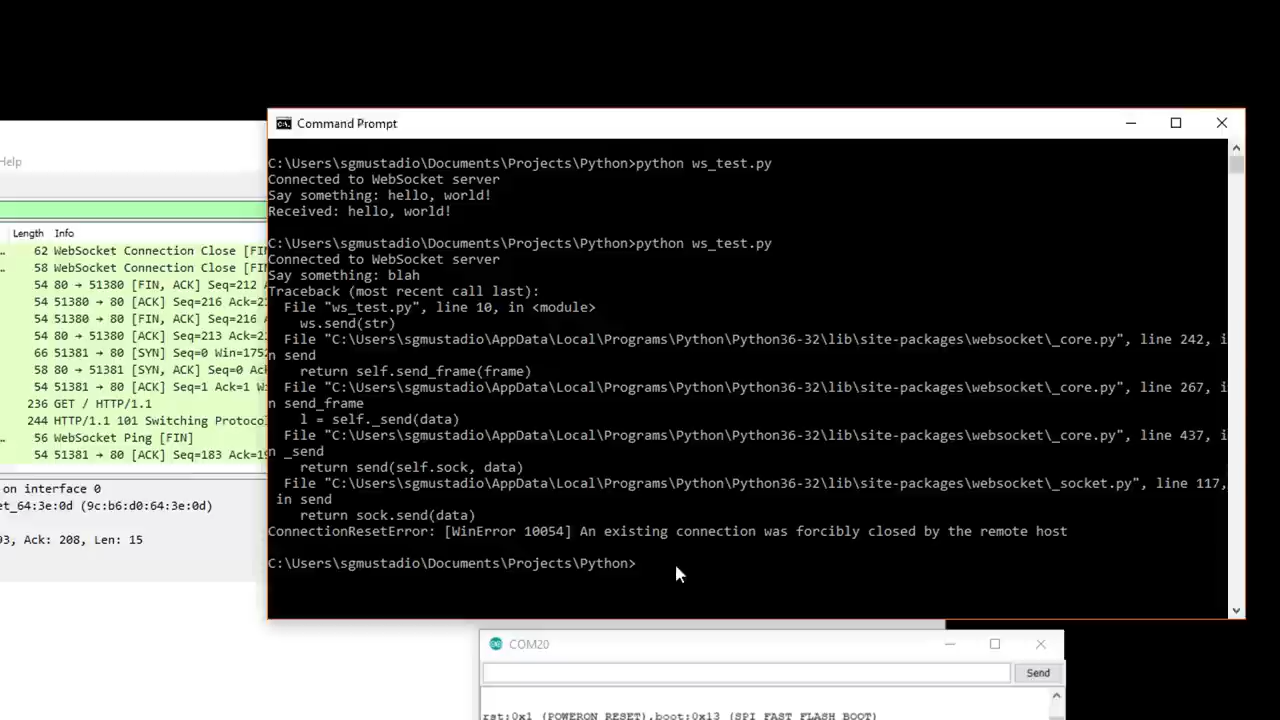 Command Prompt
C:\Users\sgmustadio\Documents\Projects\Python>python ws_test.py
Connected to WebSocket server
Say something: hello, world!
Received: hello, world!
C:\Users\sgmustadio\Documents\Projects\Python>python ws_test.py
Connected to WebSocket server
Say something: blah
Traceback (most recent call last):
File "ws_test.py", line 10, in <module>
ws.send(str)
File "C:\Users\sgmustadio\AppData\Local\Programs\Python\Python36-32\lib\site-packages\websocket\_core.py", line 242, i
n send
return self.send_frame(frame)
File "C:\Users\sgmustadio\AppData\Local\Programs\Python\Python36-32\lib\site-packages\websocket\_core.py", line 267, i
n send_frame
l = self._send(data)
File "C:\Users\sgmustadio\AppData\Local\Programs\Python\Python36-32\lib\site-packages\websocket\_core.py", line 437, i
n _send
return send(self.sock, data)
File "C:\Users\sgmustadio\AppData\Local\Programs\Python\Python36-32\lib\site-packages\websocket\_socket.py", line 117,
in send
return sock.send(data)
ConnectionResetError: [WinError 10054] An existing connection was forcibly closed by the remote host
C:\Users\sgmustadio\Documents\Projects\Python>
Help
Length Info
62 WebSocket Connection Close [FIN
58 WebSocket Connection Close [FIN
54 80 → 51380 [FIN, ACK] Seq=212
54 51380 → 80 [ACK] Seq=216 Ack=21
54 51380 → 80 [FIN, ACK] Seq=216
54 80 → 51380 [ACK] Seq=213 Ack=21
66 51381 → 80 [SYN] Seq=0 Win=1752
58 80 → 51381 [SYN, ACK] Seq=0 Ack
54 51381 → 80 [ACK] Seq=1 Ack=1 Wi
236 GET / HTTP/1.1
244 HTTP/1.1 101 Switching Protoco
56 WebSocket Ping [FIN]
54 51381 → 80 [ACK] Seq=183 Ack=19
on interface 0
et_64:3e:0d (9c:b6:d0:64:3e:0d)
93, Ack: 208, Len: 15
COM20
Send
rst:0x1 (POWERON_RESET),boot:0x13 (SPI_FAST_FLASH_BOOT)